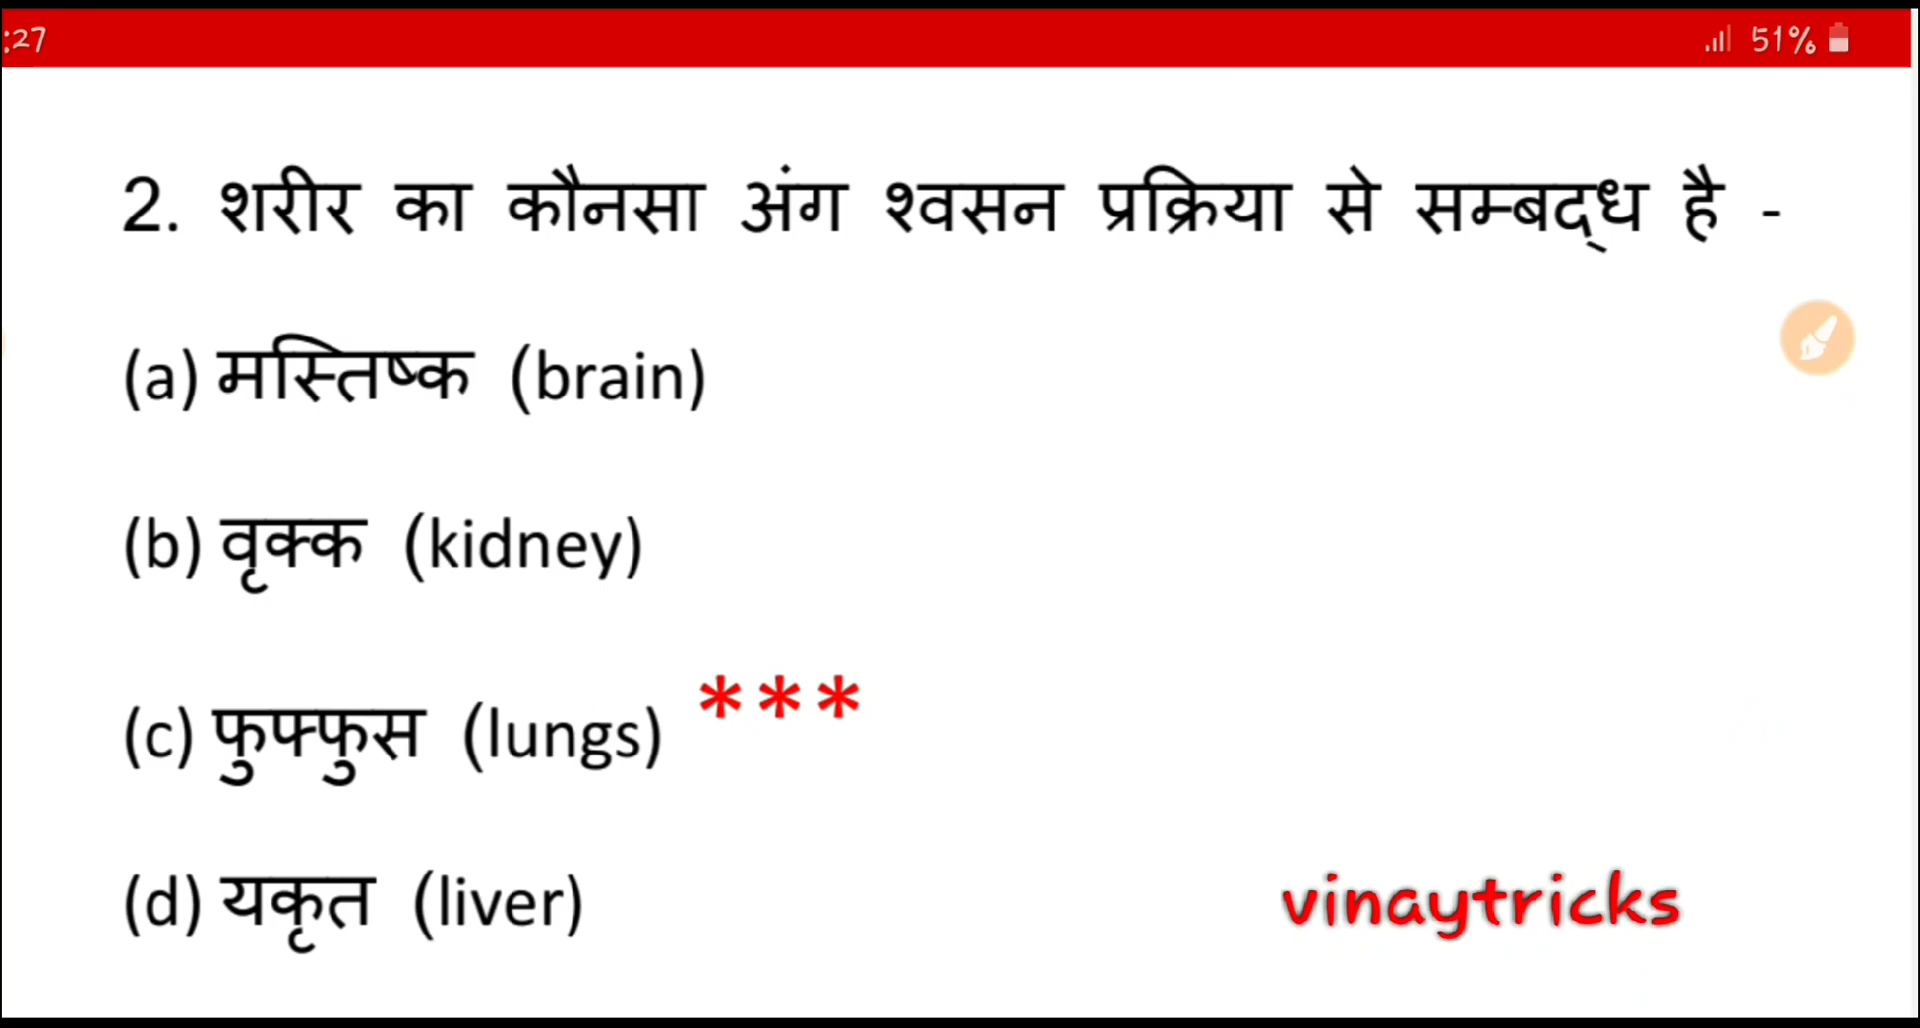 :27
51%
2. शरीर का कौनसा अंग श्वसन प्रक्रिया से सम्बद्ध है -
(a) मस्तिष्क (brain)
(b) वृक्क (kidney)
(c) फुफ्फुस (lungs) ***
(d) यकृत (liver)
vinaytricks